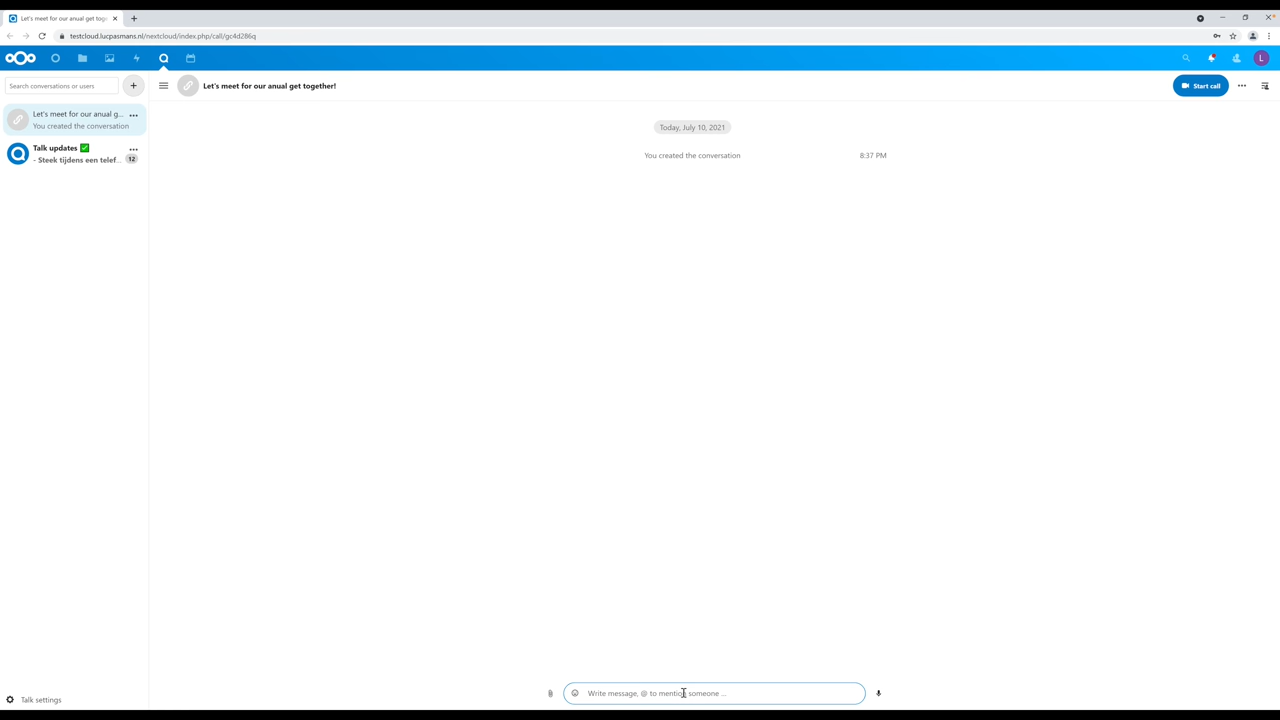 Let's meet for our anual get toge
testcloud.lucpasmans.nl/nextcloud/index.php/call/gc4d286q
L
Search conversations or users
Let's meet for our anual get together!
Start call
Let's meet for our anual g...
You created the conversation
Talk updates ✅
- Steek tijdens een telef...
12
Today, July 10, 2021
You created the conversation
8:37 PM
Write message, @ to mention someone ...
Talk settings